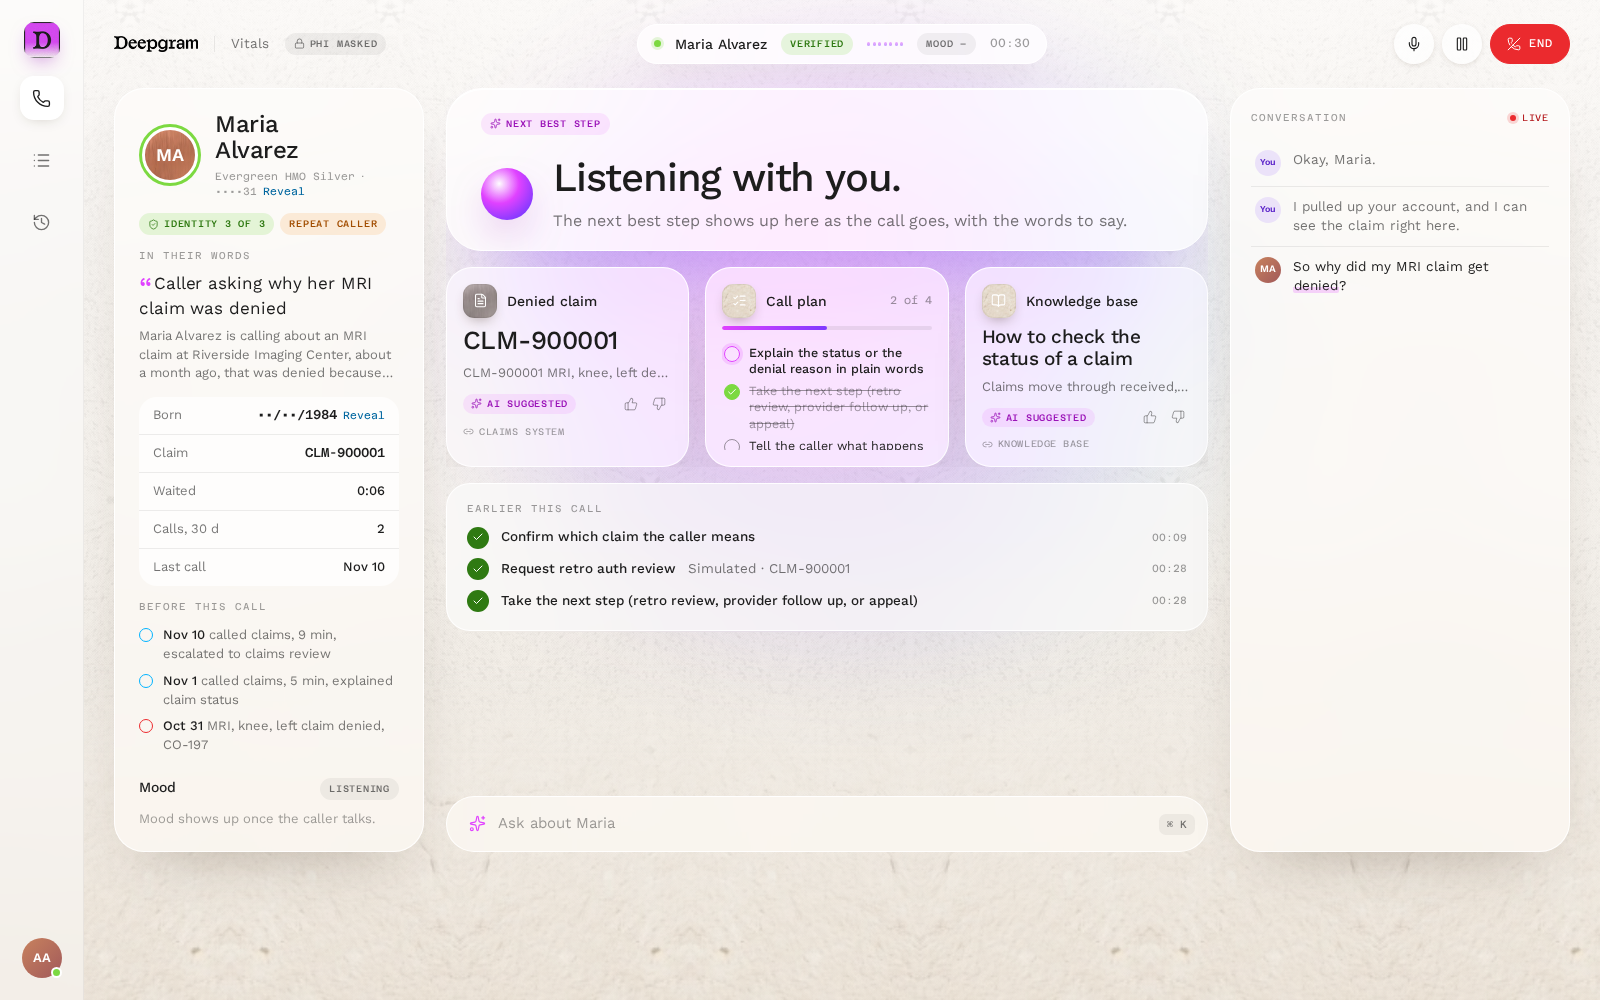 D
Deepgram
Vitals
PHI MASKED
Maria Alvarez
VERIFIED
MOOD –
00:30
END
MA
Maria
Alvarez
Evergreen HMO Silver ·
••••31 Reveal
IDENTITY 3 OF 3
REPEAT CALLER
IN THEIR WORDS
“Caller asking why her MRI
claim was denied
Maria Alvarez is calling about an MRI
claim at Riverside Imaging Center, about
a month ago, that was denied because...
Born ••/••/1984 Reveal
Claim CLM-900001
Waited 0:06
Calls, 30 d 2
Last call Nov 10
BEFORE THIS CALL
Nov 10 called claims, 9 min,
escalated to claims review
Nov 1 called claims, 5 min, explained
claim status
Oct 31 MRI, knee, left claim denied,
CO-197
Mood
LISTENING
Mood shows up once the caller talks.
NEXT BEST STEP
Listening with you.
The next best step shows up here as the call goes, with the words to say.
Denied claim
CLM-900001
CLM-900001 MRI, knee, left de...
AI SUGGESTED
CLAIMS SYSTEM
Call plan
2 of 4
Explain the status or the
denial reason in plain words
Take the next step (retro
review, provider follow up, or
appeal)
Tell the caller what happens
Knowledge base
How to check the
status of a claim
Claims move through received,...
AI SUGGESTED
KNOWLEDGE BASE
EARLIER THIS CALL
Confirm which claim the caller means 00:09
Request retro auth review Simulated · CLM-900001 00:28
Take the next step (retro review, provider follow up, or appeal) 00:28
Ask about Maria
⌘ K
CONVERSATION
LIVE
You
Okay, Maria.
You
I pulled up your account, and I can
see the claim right here.
MA
So why did my MRI claim get
denied?
AA